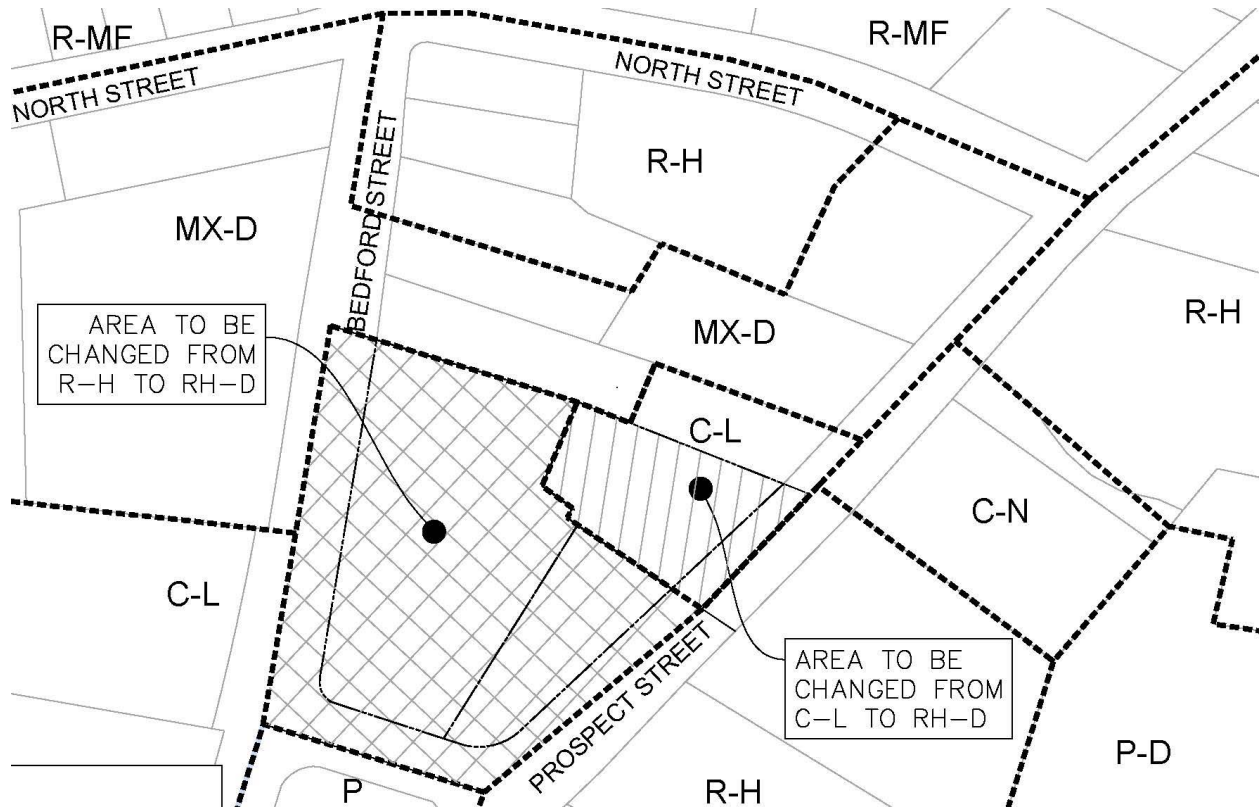 R-MF
R-MF
NORTH STREET
NORTH STREET
BEDFORD STREET
R-H
MX-D
R-H
AREA TO BE
CHANGED FROM
R-H TO RH-D
MX-D
C-L
C-N
C-L
AREA TO BE
CHANGED FROM
C-L TO RH-D
PROSPECT STREET
P-D
P
R-H